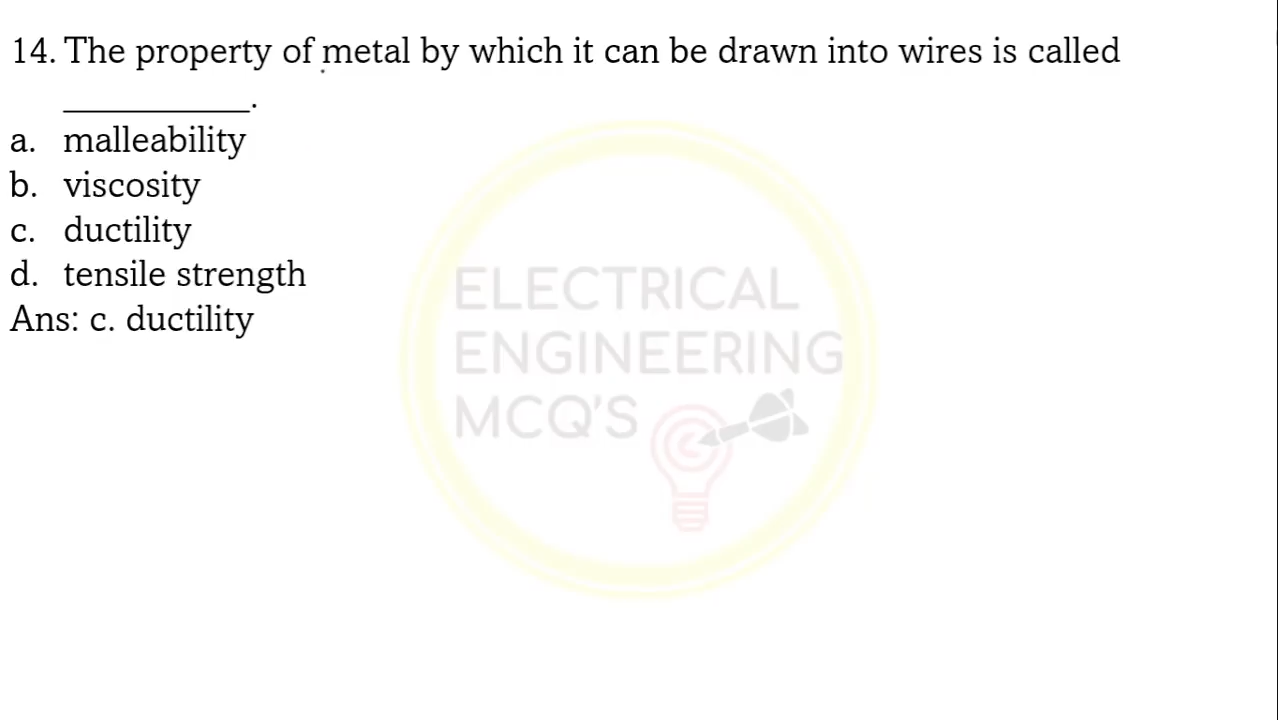 14. The property of metal by which it can be drawn into wires is called
__________.
a. malleability
b. viscosity
c. ductility
d. tensile strength
Ans: c. ductility
ELECTRICAL
ENGINEERING
MCQ'S